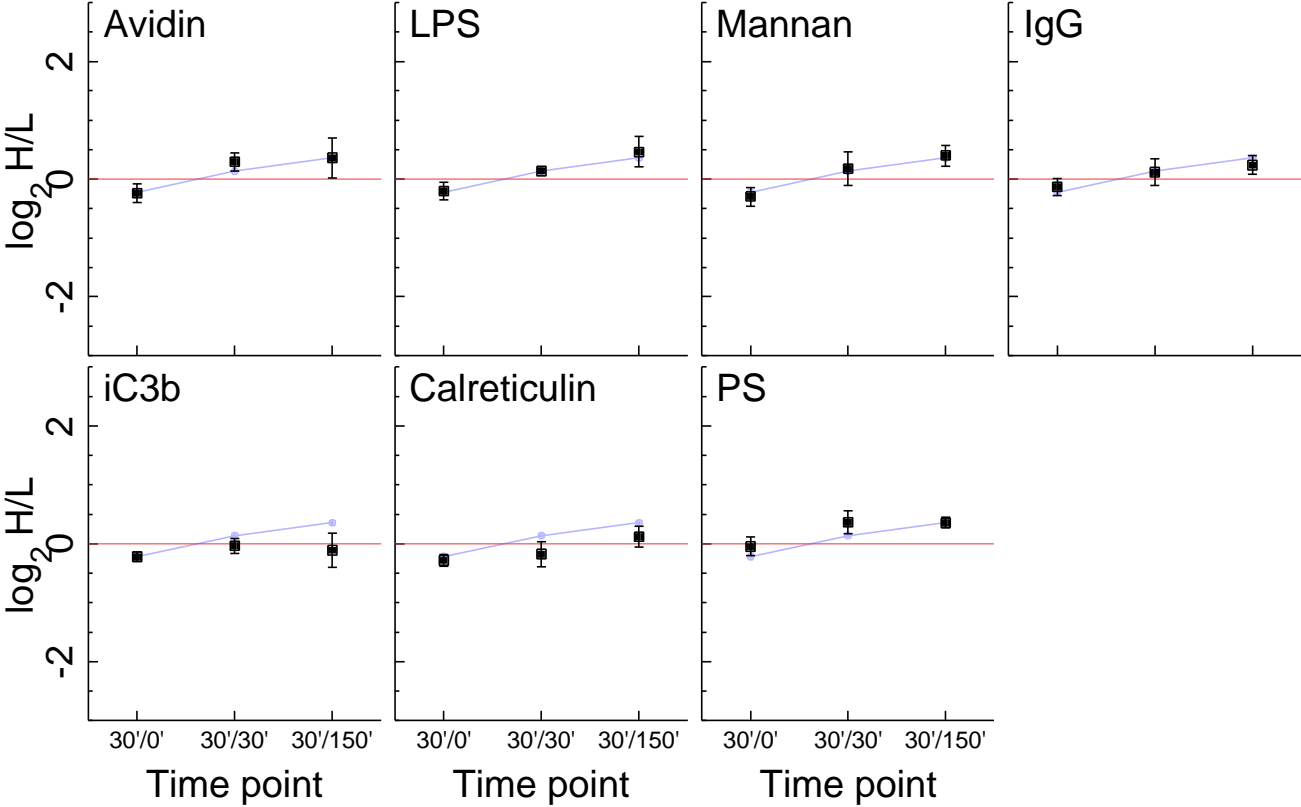 Avidin
LPS
Mannan
IgG
log2 H/L
2
0
-2
iC3b
Calreticulin
PS
log2 H/L
2
0
-2
30'/0' 30'/30' 30'/150'
30'/0' 30'/30' 30'/150'
30'/0' 30'/30' 30'/150'
Time point
Time point
Time point